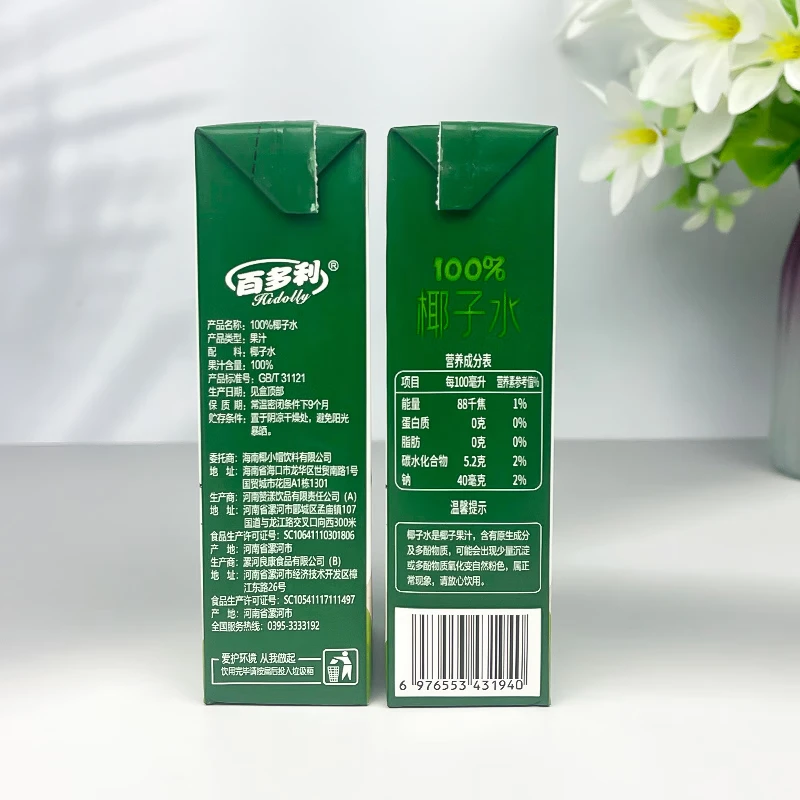 百多利®
Hidolly
产品名称：100%椰子水
产品类型：果汁
配 料：椰子水
果汁含量：100%
产品标准号：GB/T 31121
生产日期：见盒顶部
保 质 期：常温密闭条件下9个月
贮存条件：置于阴凉干燥处，避免阳光
暴晒。
委托商：海南椰小帽饮料有限公司
地 址：海南省海口市龙华区世贸南路1号
国贸城市花园A1栋1301
生产商：河南赞漾饮品有限责任公司（A）
地 址：河南省漯河市郾城区孟庙镇107
国道与龙江路交叉口向西300米
食品生产许可证号：SC10641110301806
产 地：河南省漯河市
生产商：漯河良康食品有限公司（B）
地 址：河南省漯河市经济技术开发区樟
江东路26号
食品生产许可证号：SC10541117111497
产 地：河南省漯河市
全国服务热线：0395-3333192
爱护环境 从我做起
饮用完毕请按扁后投入垃圾箱
100%
椰子水
营养成分表
项目 每100毫升 营养素参考值%
能量 88千焦 1%
蛋白质 0克 0%
脂肪 0克 0%
碳水化合物 5.2克 2%
钠 40毫克 2%
温馨提示
椰子水是椰子果汁，含有原生成分
及多酚物质，可能会出现少量沉淀
或多酚物质氧化变自然粉色，属正
常现象，请放心饮用。
6 976553 431940